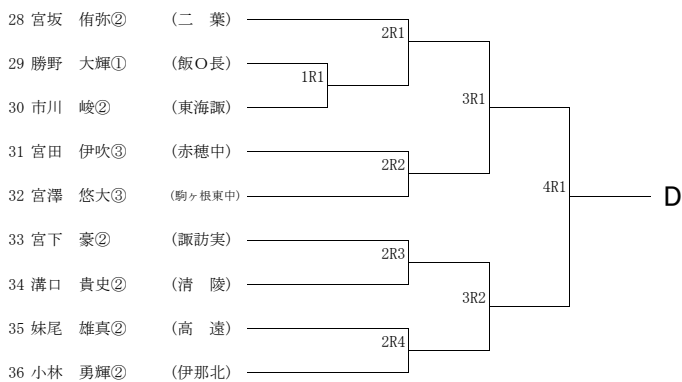 28 宮坂　侑弥② (二　葉)
2R1
29 勝野　大輝① (飯O長)
1R1
30 市川　峻② (東海諏)
3R1
31 宮田　伊吹③ (赤穂中)
2R2
32 宮澤　悠大③ (駒ヶ根東中)
4R1
D
33 宮下　豪② (諏訪実)
2R3
34 溝口　貴史② (清　陵)
3R2
35 妹尾　雄真② (高　遠)
2R4
36 小林　勇輝② (伊那北)